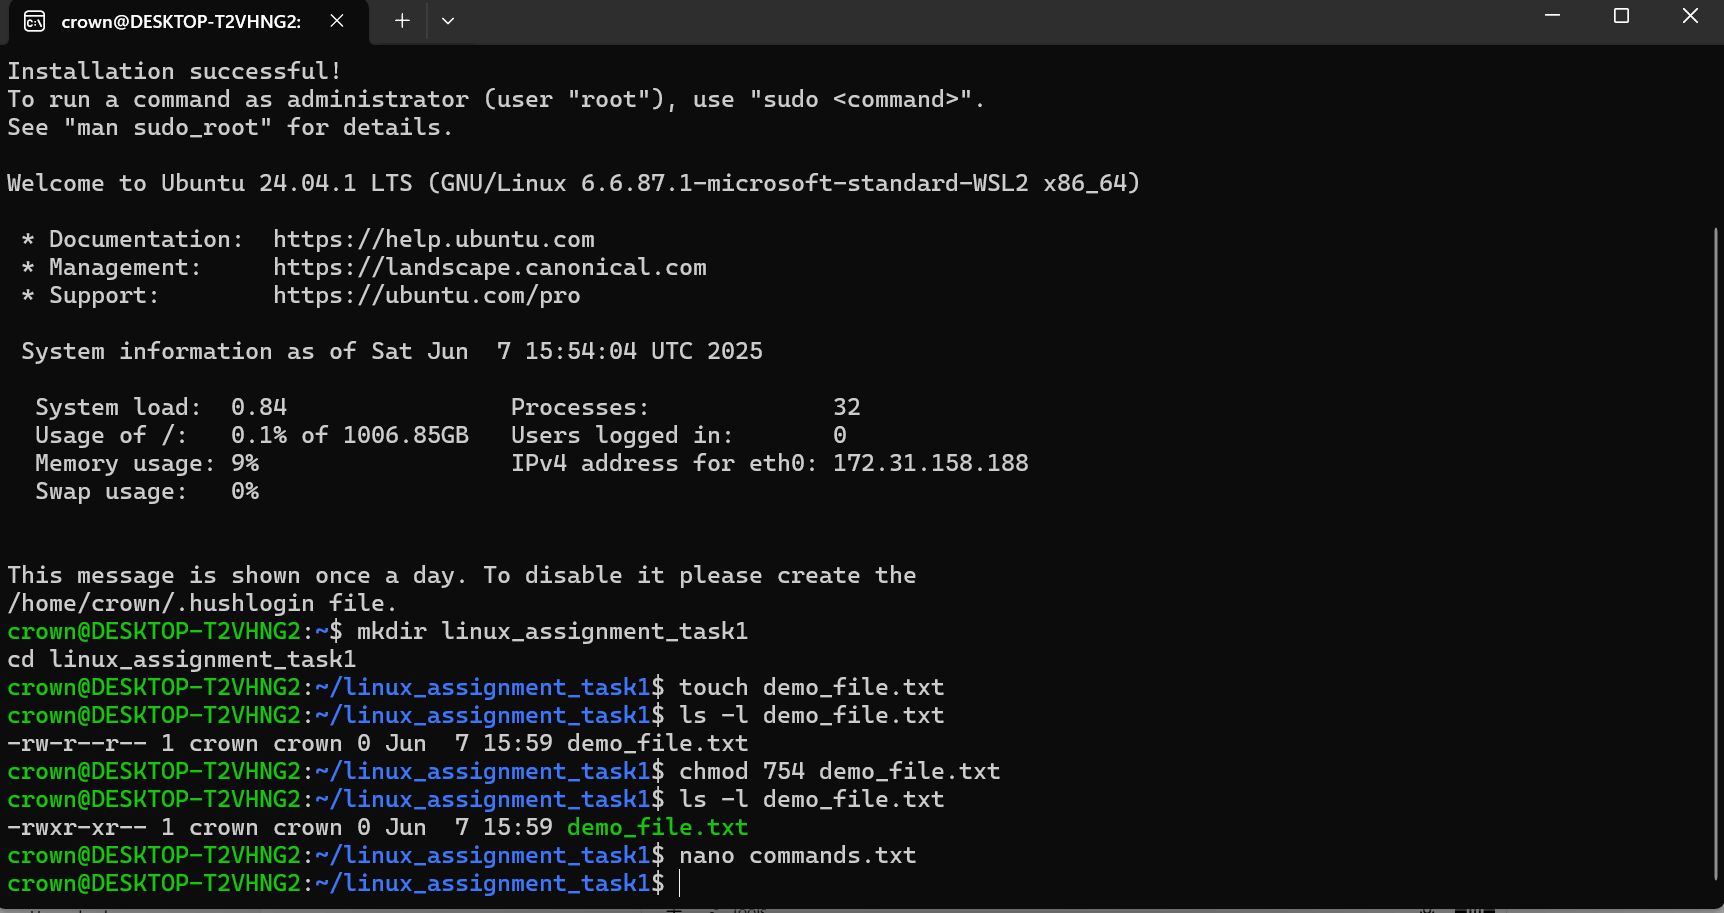 crown@DESKTOP-T2VHNG2:
Installation successful!
To run a command as administrator (user "root"), use "sudo <command>".
See "man sudo_root" for details.
Welcome to Ubuntu 24.04.1 LTS (GNU/Linux 6.6.87.1-microsoft-standard-WSL2 x86_64)
* Documentation:  https://help.ubuntu.com
* Management:     https://landscape.canonical.com
* Support:        https://ubuntu.com/pro
System information as of Sat Jun  7 15:54:04 UTC 2025
System load:  0.84                Processes:             32
Usage of /:   0.1% of 1006.85GB   Users logged in:       0
Memory usage: 9%                  IPv4 address for eth0: 172.31.158.188
Swap usage:   0%
This message is shown once a day. To disable it please create the
/home/crown/.hushlogin file.
crown@DESKTOP-T2VHNG2:~$ mkdir linux_assignment_task1
cd linux_assignment_task1
crown@DESKTOP-T2VHNG2:~/linux_assignment_task1$ touch demo_file.txt
crown@DESKTOP-T2VHNG2:~/linux_assignment_task1$ ls -l demo_file.txt
-rw-r--r-- 1 crown crown 0 Jun  7 15:59 demo_file.txt
crown@DESKTOP-T2VHNG2:~/linux_assignment_task1$ chmod 754 demo_file.txt
crown@DESKTOP-T2VHNG2:~/linux_assignment_task1$ ls -l demo_file.txt
-rwxr-xr-- 1 crown crown 0 Jun  7 15:59 demo_file.txt
crown@DESKTOP-T2VHNG2:~/linux_assignment_task1$ nano commands.txt
crown@DESKTOP-T2VHNG2:~/linux_assignment_task1$